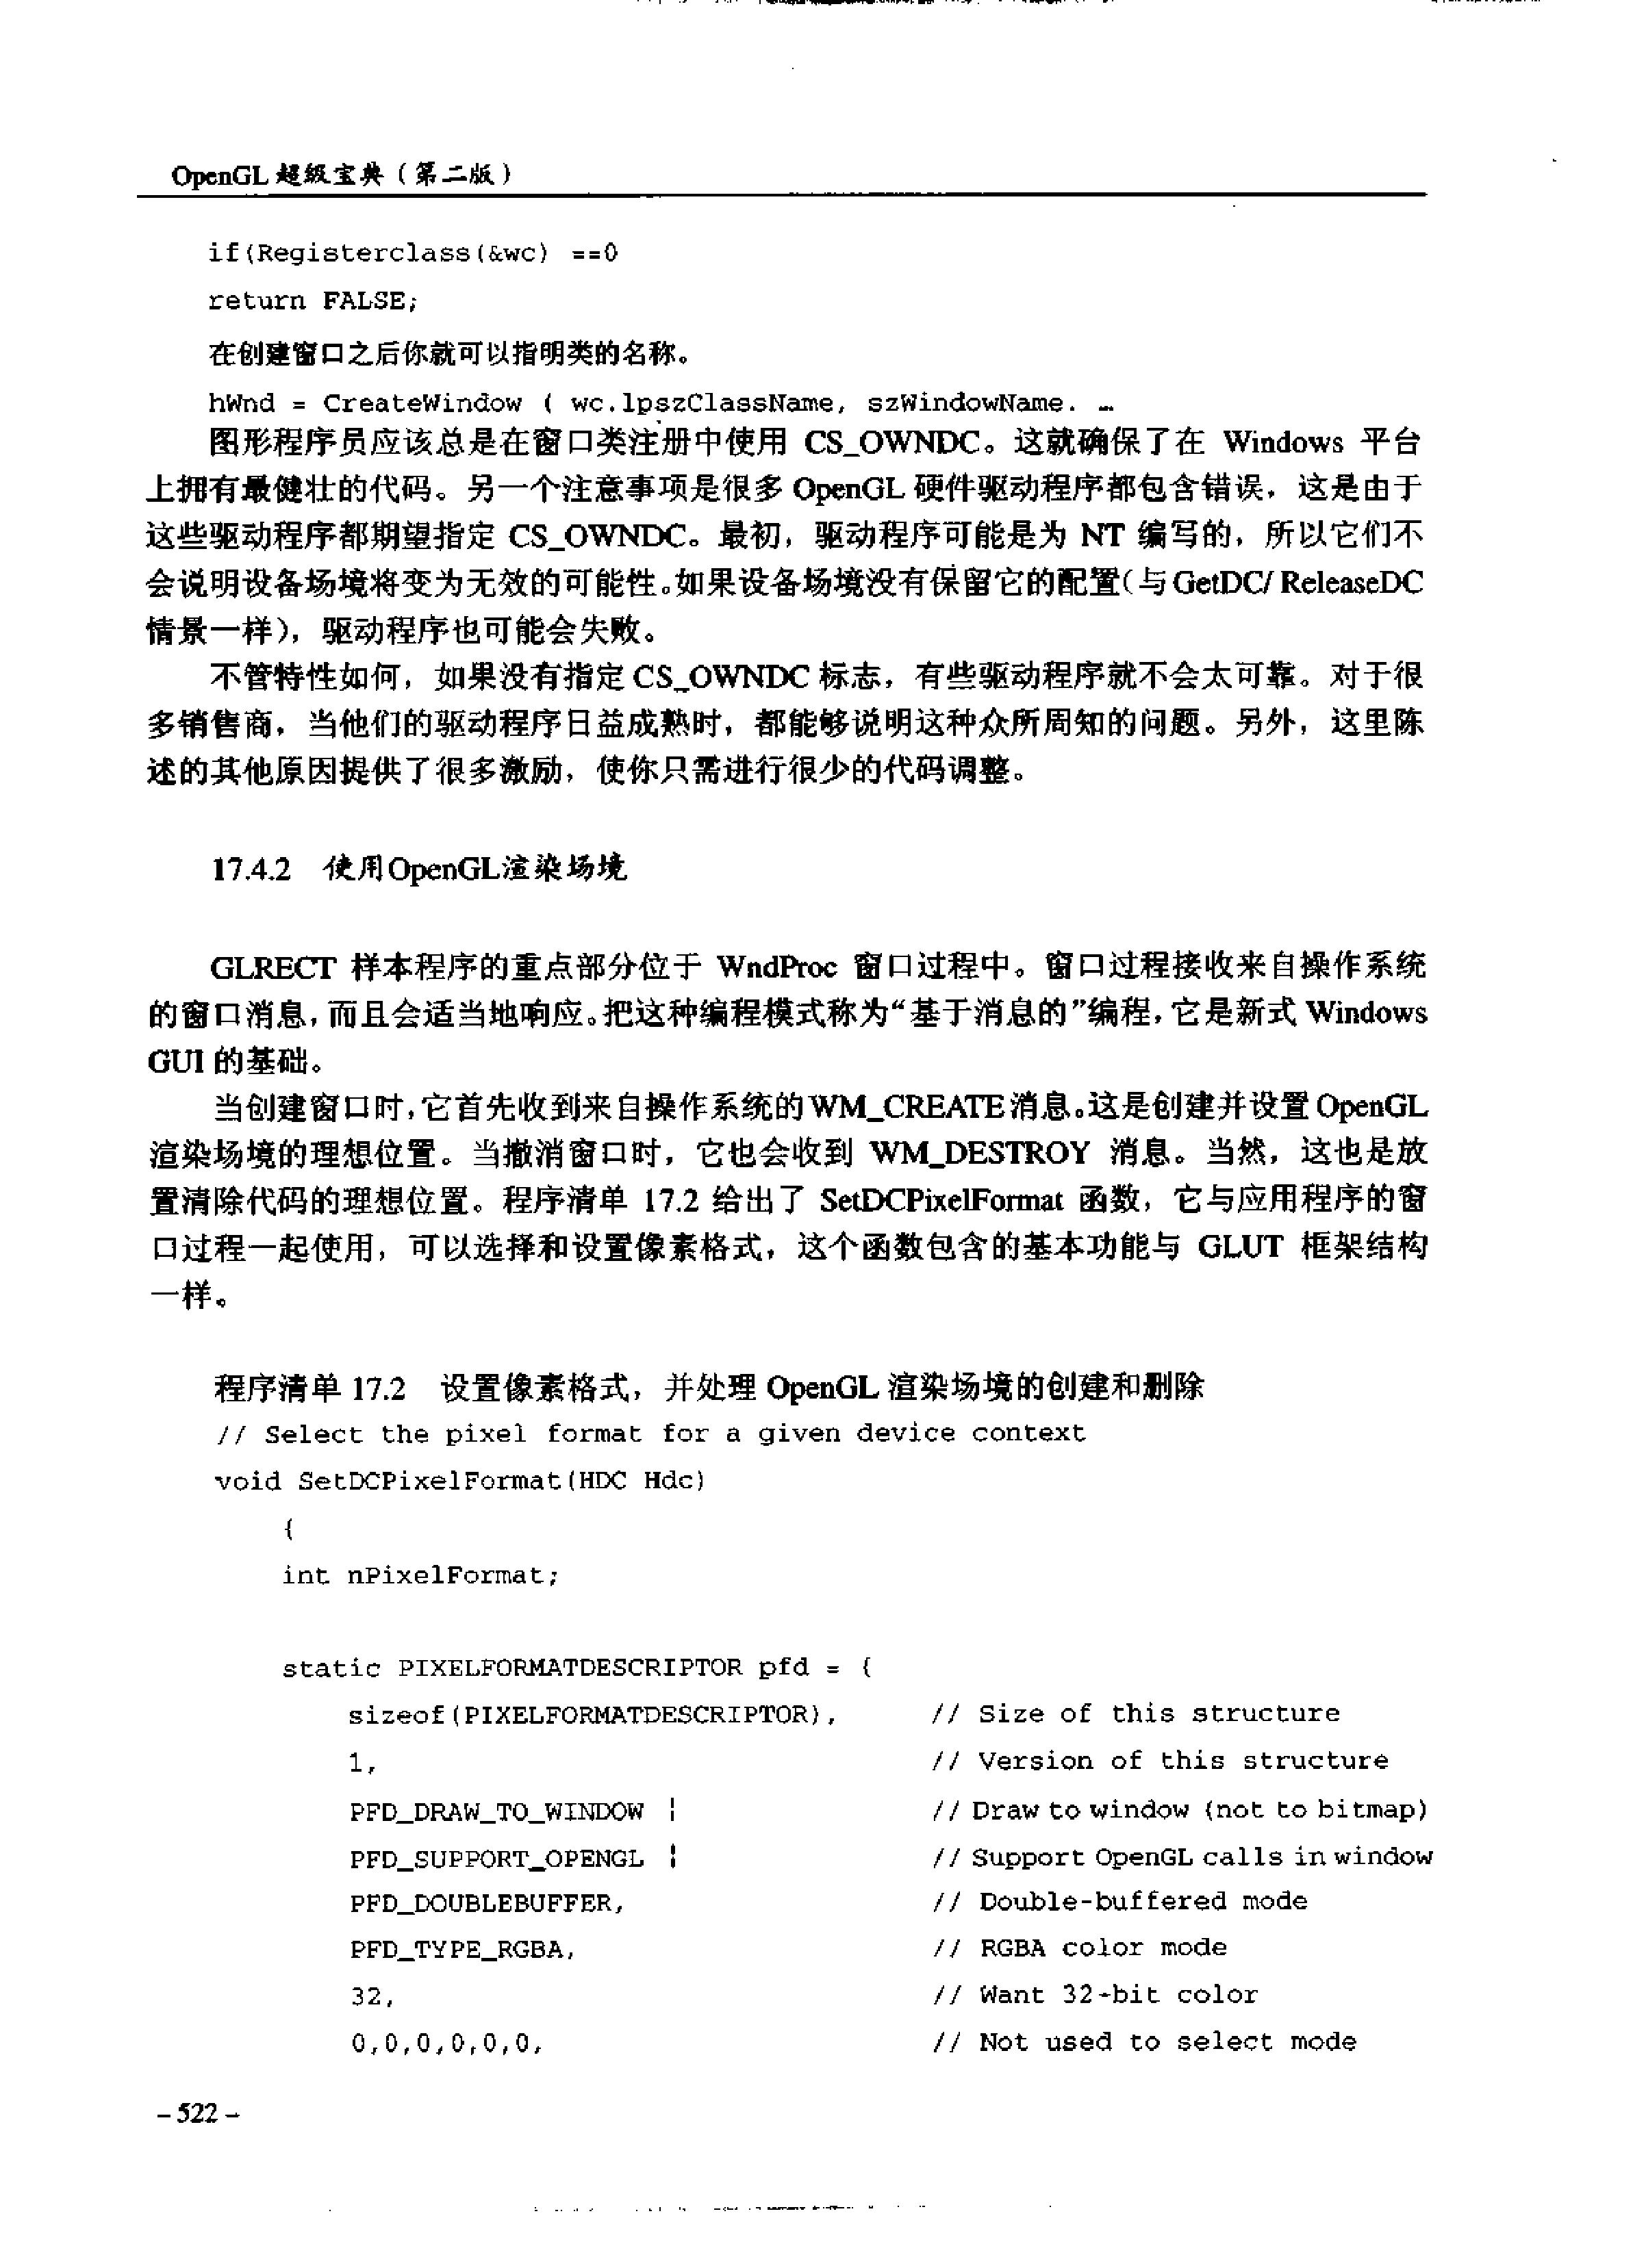 OpenGL 超级宝典（第二版）
if(Registerclass(&wc) ==0
return FALSE;
在创建窗口之后你就可以指明类的名称。
hWnd = CreateWindow ( wc.lpszClassName, szWindowName. …
图形程序员应该总是在窗口类注册中使用 CS_OWNDC。这就确保了在 Windows 平台
上拥有最健壮的代码。另一个注意事项是很多 OpenGL 硬件驱动程序都包含错误，这是由于
这些驱动程序都期望指定 CS_OWNDC。最初，驱动程序可能是为 NT 编写的，所以它们不
会说明设备场境将变为无效的可能性。如果设备场境没有保留它的配置（与 GetDC/ ReleaseDC
情景一样），驱动程序也可能会失败。
不管特性如何，如果没有指定 CS_OWNDC 标志，有些驱动程序就不会太可靠。对于很
多销售商，当他们的驱动程序日益成熟时，都能够说明这种众所周知的问题。另外，这里陈
述的其他原因提供了很多激励，使你只需进行很少的代码调整。
17.4.2 使用OpenGL渲染场境
GLRECT 样本程序的重点部分位于 WndProc 窗口过程中。窗口过程接收来自操作系统
的窗口消息，而且会适当地响应。把这种编程模式称为“基于消息的”编程，它是新式 Windows
GUI 的基础。
当创建窗口时，它首先收到来自操作系统的 WM_CREATE 消息。这是创建并设置 OpenGL
渲染场境的理想位置。当撤消窗口时，它也会收到 WM_DESTROY 消息。当然，这也是放
置清除代码的理想位置。程序清单 17.2 给出了 SetDCPixelFormat 函数，它与应用程序的窗
口过程一起使用，可以选择和设置像素格式，这个函数包含的基本功能与 GLUT 框架结构
一样。
程序清单 17.2 设置像素格式，并处理 OpenGL 渲染场境的创建和删除
// Select the pixel format for a given device context
void SetDCPixelFormat(HDC Hdc)
{
int nPixelFormat;
static PIXELFORMATDESCRIPTOR pfd = {
sizeof(PIXELFORMATDESCRIPTOR), // Size of this structure
1, // Version of this structure
PFD_DRAW_TO_WINDOW ¦ // Draw to window (not to bitmap)
PFD_SUPPORT_OPENGL ¦ // Support OpenGL calls in window
PFD_DOUBLEBUFFER, // Double-buffered mode
PFD_TYPE_RGBA, // RGBA color mode
32, // Want 32-bit color
0,0,0,0,0,0, // Not used to select mode
– 522 –